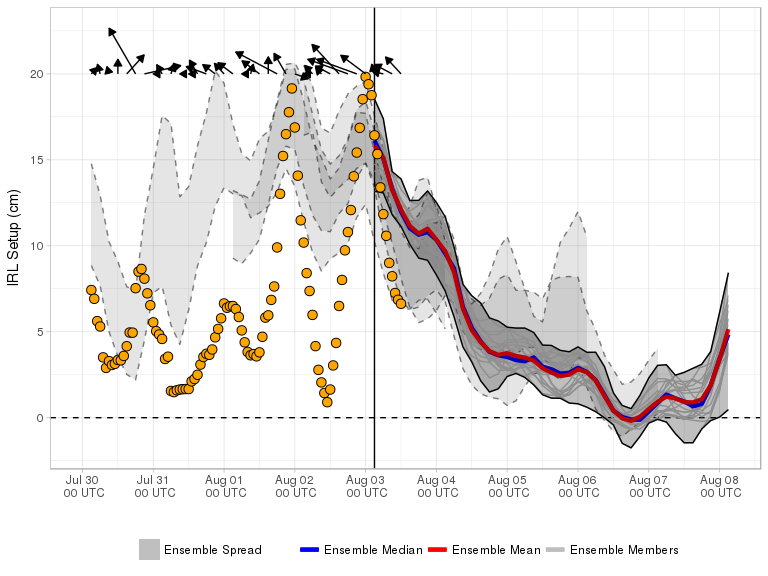 IRL Setup (cm)
20
15
10
5
0
Jul 30 Jul 31 Aug 01 Aug 02 Aug 03 Aug 04 Aug 05 Aug 06 Aug 07 Aug 08
00 UTC 00 UTC 00 UTC 00 UTC 00 UTC 00 UTC 00 UTC 00 UTC 00 UTC 00 UTC
Ensemble Spread Ensemble Median Ensemble Mean Ensemble Members